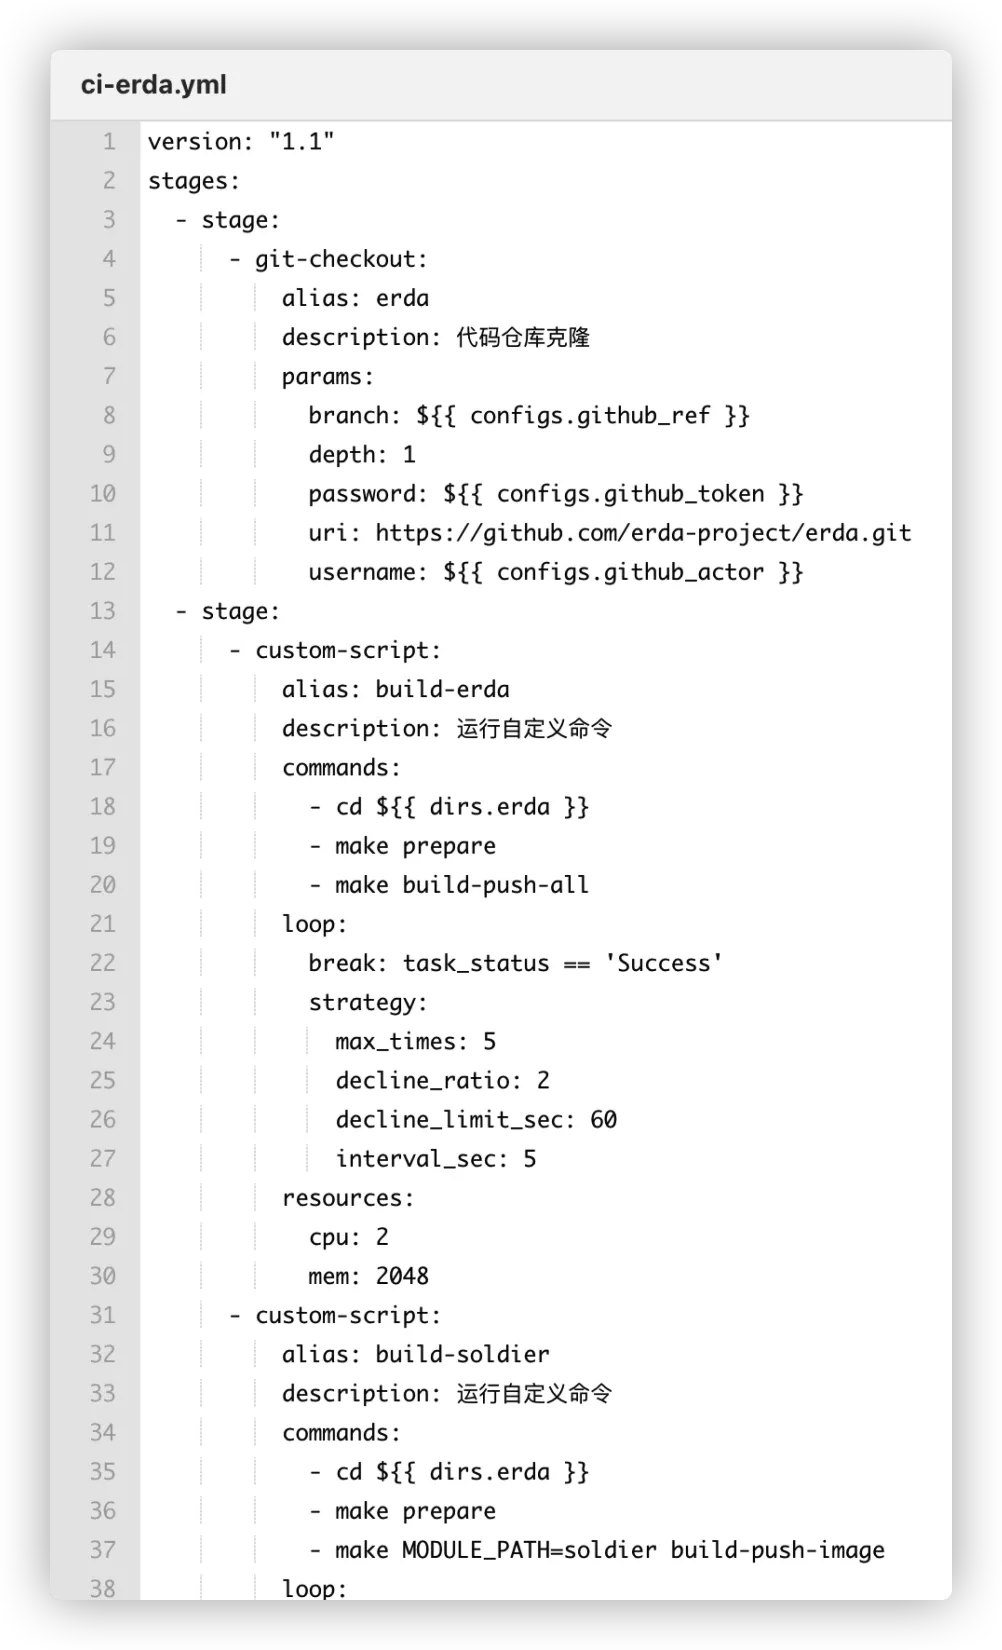 ci-erda.yml
1 version: "1.1"
2 stages:
3   - stage:
4       - git-checkout:
5           alias: erda
6           description: 代码仓库克隆
7           params:
8             branch: ${{ configs.github_ref }}
9             depth: 1
10             password: ${{ configs.github_token }}
11             uri: https://github.com/erda-project/erda.git
12             username: ${{ configs.github_actor }}
13   - stage:
14       - custom-script:
15           alias: build-erda
16           description: 运行自定义命令
17           commands:
18             - cd ${{ dirs.erda }}
19             - make prepare
20             - make build-push-all
21           loop:
22             break: task_status == 'Success'
23             strategy:
24               max_times: 5
25               decline_ratio: 2
26               decline_limit_sec: 60
27               interval_sec: 5
28           resources:
29             cpu: 2
30             mem: 2048
31       - custom-script:
32           alias: build-soldier
33           description: 运行自定义命令
34           commands:
35             - cd ${{ dirs.erda }}
36             - make prepare
37             - make MODULE_PATH=soldier build-push-image
38           loop: